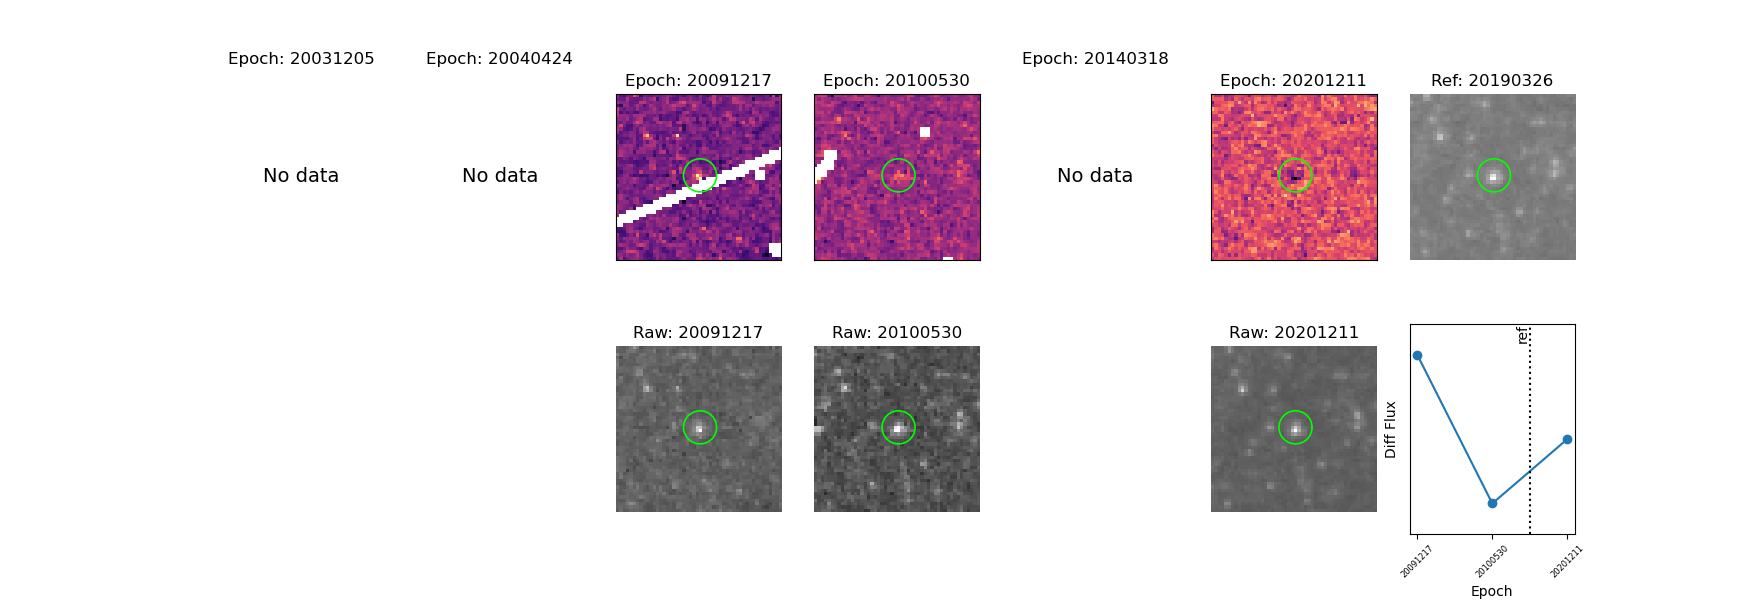 Epoch: 20031205
Epoch: 20040424
Epoch: 20091217
Epoch: 20100530
Epoch: 20140318
Epoch: 20201211
Ref: 20190326
No data
No data
No data
Raw: 20091217
Raw: 20100530
Raw: 20201211
ref
Diff Flux
20091217
20100530
20201211
Epoch